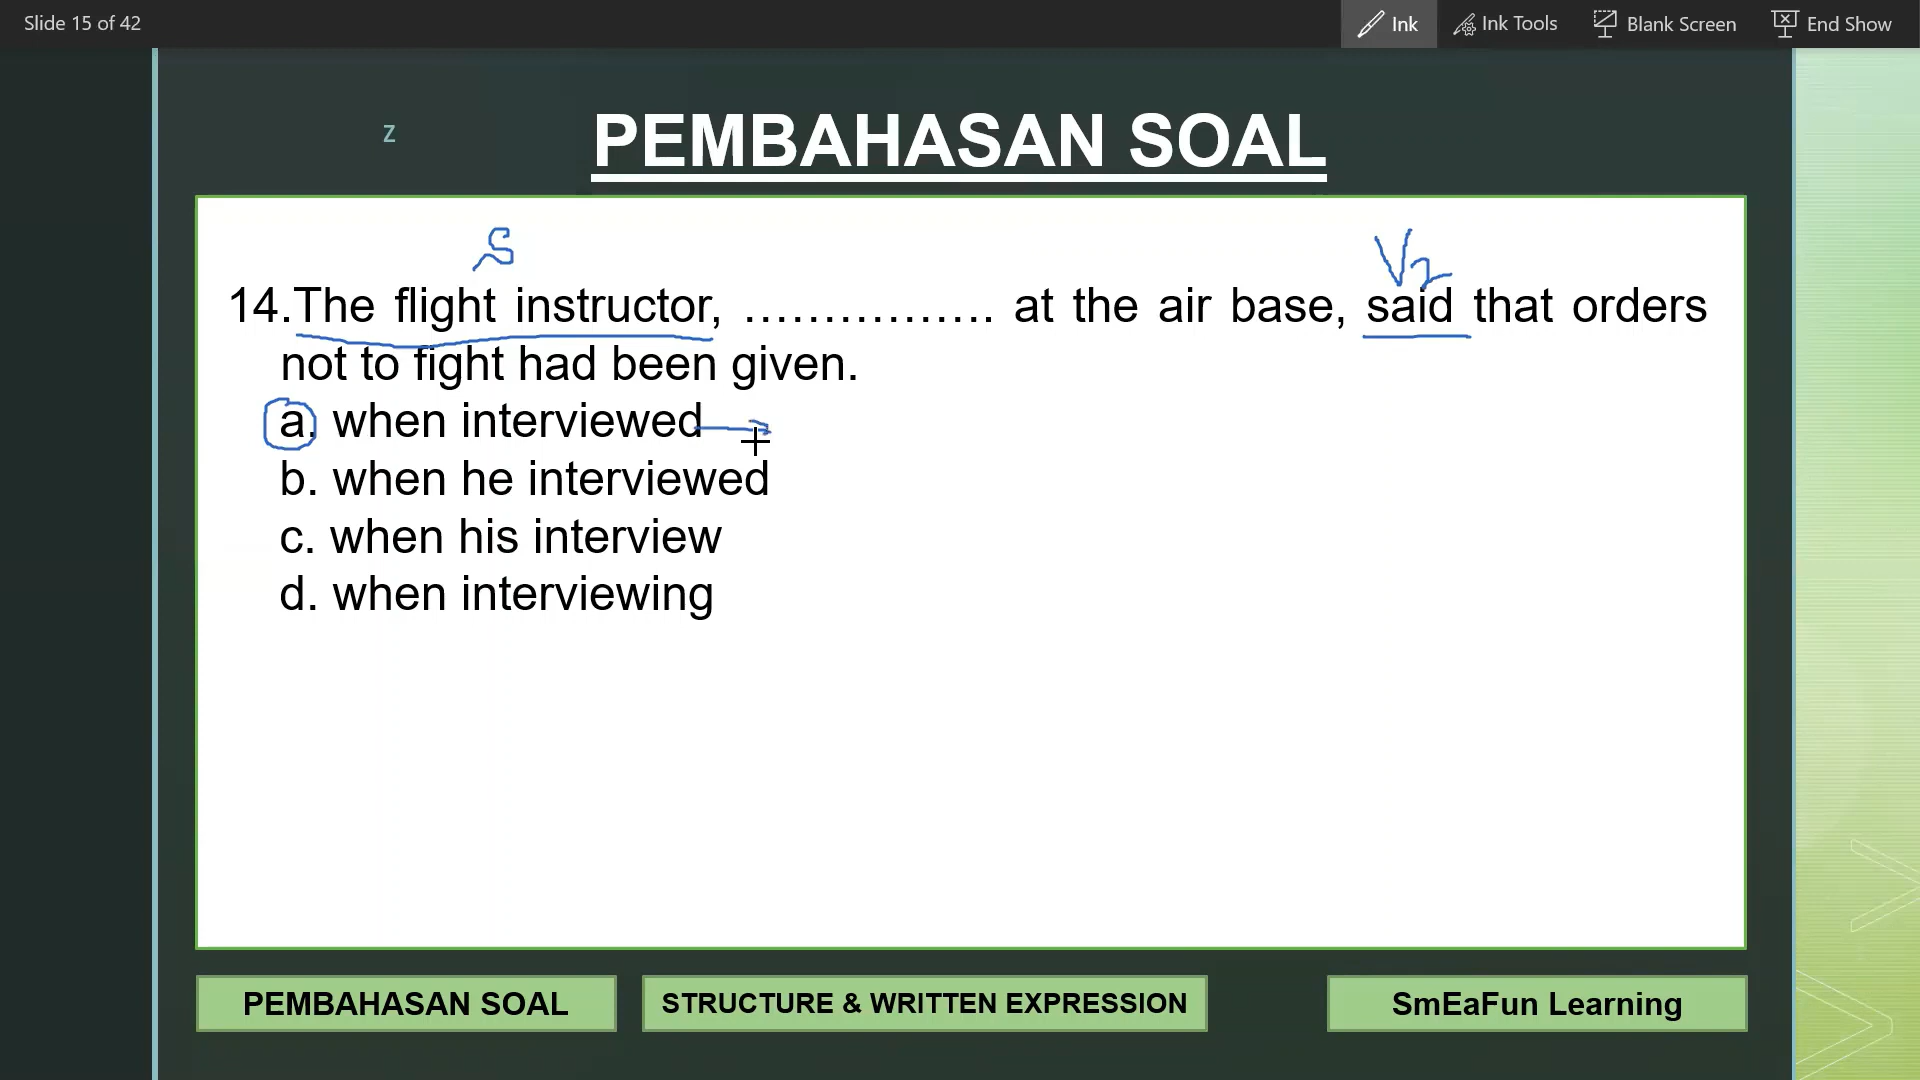 Slide 15 of 42
Ink
Ink Tools
Blank Screen
End Show
z
PEMBAHASAN SOAL
S
V2
14.The flight instructor, ................ at the air base, said that orders
not to fight had been given.
a. when interviewed
b. when he interviewed
c. when his interview
d. when interviewing
PEMBAHASAN SOAL
STRUCTURE & WRITTEN EXPRESSION
SmEaFun Learning